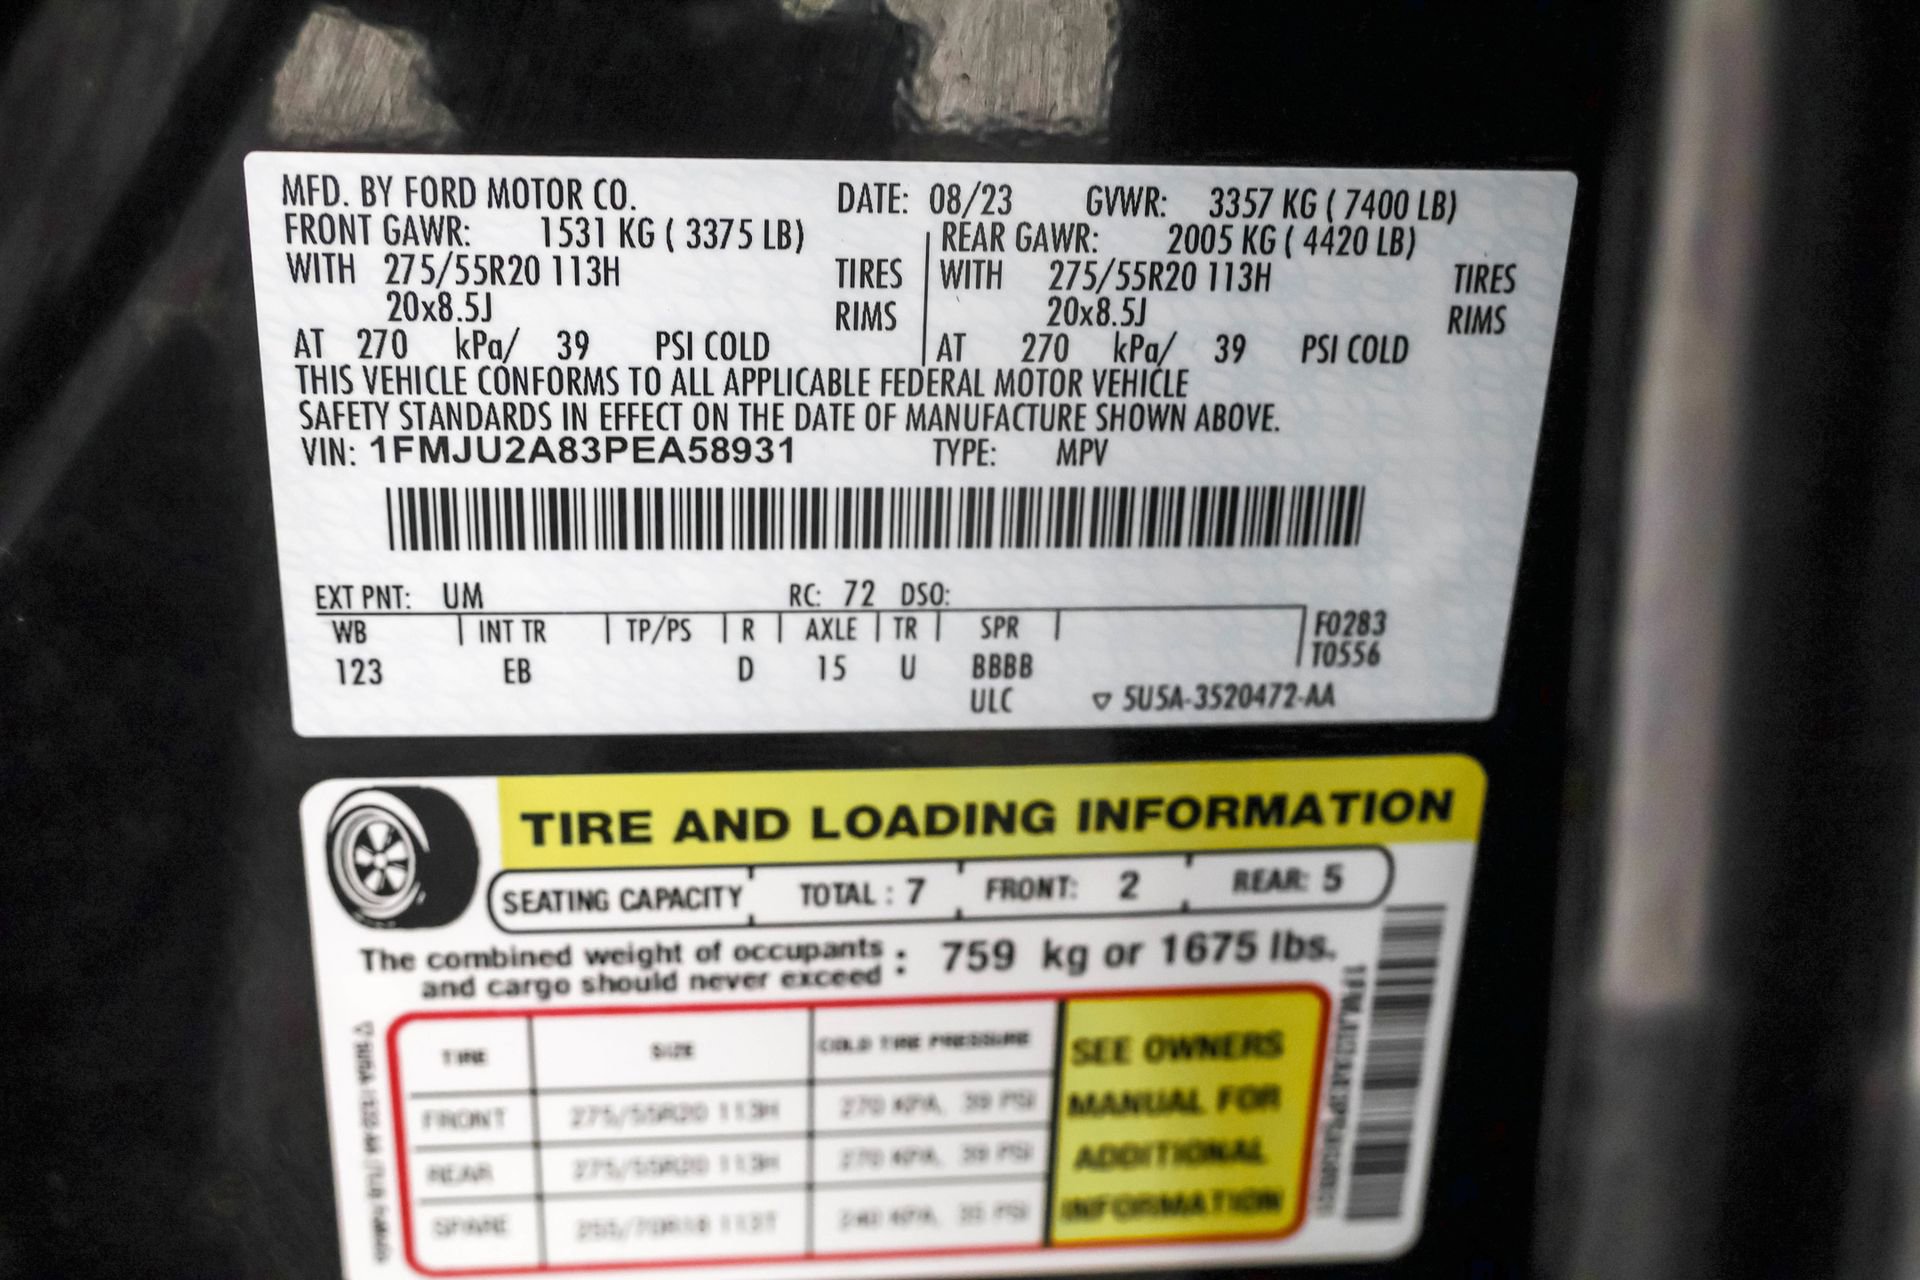 MFD. BY FORD MOTOR CO. DATE: 08/23 GVWR: 3357 KG ( 7400 LB)
FRONT GAWR: 1531 KG ( 3375 LB) REAR GAWR: 2005 KG ( 4420 LB)
WITH 275/55R20 113H TIRES WITH 275/55R20 113H TIRES
20x8.5J RIMS 20x8.5J RIMS
AT 270 kPa/ 39 PSI COLD AT 270 kPa/ 39 PSI COLD
THIS VEHICLE CONFORMS TO ALL APPLICABLE FEDERAL MOTOR VEHICLE
SAFETY STANDARDS IN EFFECT ON THE DATE OF MANUFACTURE SHOWN ABOVE.
VIN: 1FMJU2A83PEA58931 TYPE: MPV
EXT PNT: UM RC: 72 DSO:
WB INT TR TP/PS R AXLE TR SPR F0283
123 EB D 15 U BBBB T0556
ULC ▽ 5U5A-3520472-AA
TIRE AND LOADING INFORMATION
SEATING CAPACITY TOTAL : 7 FRONT: 2 REAR: 5
The combined weight of occupants
and cargo should never exceed : 759 kg or 1675 lbs.
TIRE SIZE COLD TIRE PRESSURE
FRONT 275/55R20 113H 270 KPA, 39 PSI
REAR 275/55R20 113H 270 KPA, 39 PSI
SPARE 255/70R18 113T 240 KPA, 35 PSI
SEE OWNERS
MANUAL FOR
ADDITIONAL
INFORMATION